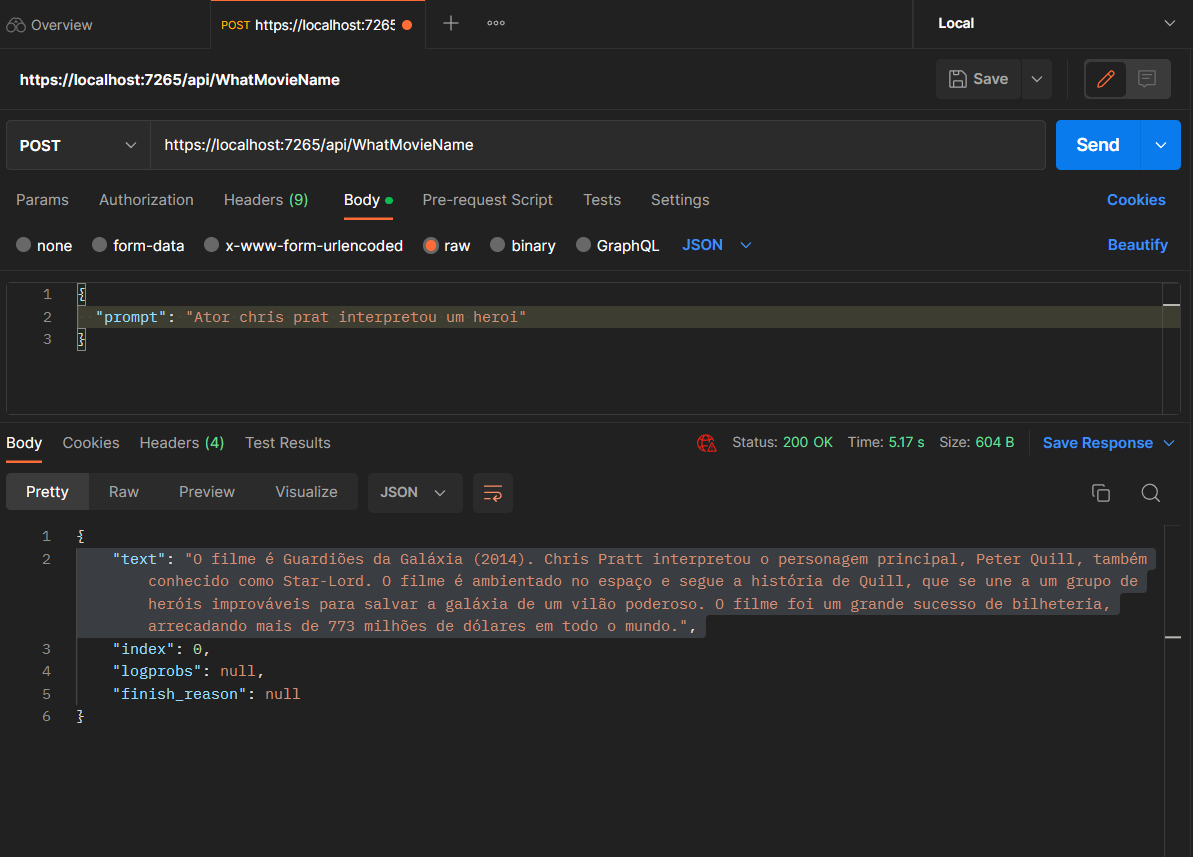 Overview
POST https://localhost:7265
Local
https://localhost:7265/api/WhatMovieName
Save
POST
https://localhost:7265/api/WhatMovieName
Send
Params Authorization Headers (9) Body Pre-request Script Tests Settings Cookies
none form-data x-www-form-urlencoded raw binary GraphQL JSON Beautify
1 {
2 "prompt": "Ator chris prat interpretou um heroi"
3 }
Body Cookies Headers (4) Test Results Status: 200 OK Time: 5.17 s Size: 604 B Save Response
Pretty Raw Preview Visualize JSON
1 {
2 "text": "O filme é Guardiões da Galáxia (2014). Chris Pratt interpretou o personagem principal, Peter Quill, também
conhecido como Star-Lord. O filme é ambientado no espaço e segue a história de Quill, que se une a um grupo de
heróis improváveis para salvar a galáxia de um vilão poderoso. O filme foi um grande sucesso de bilheteria,
arrecadando mais de 773 milhões de dólares em todo o mundo.",
3 "index": 0,
4 "logprobs": null,
5 "finish_reason": null
6 }